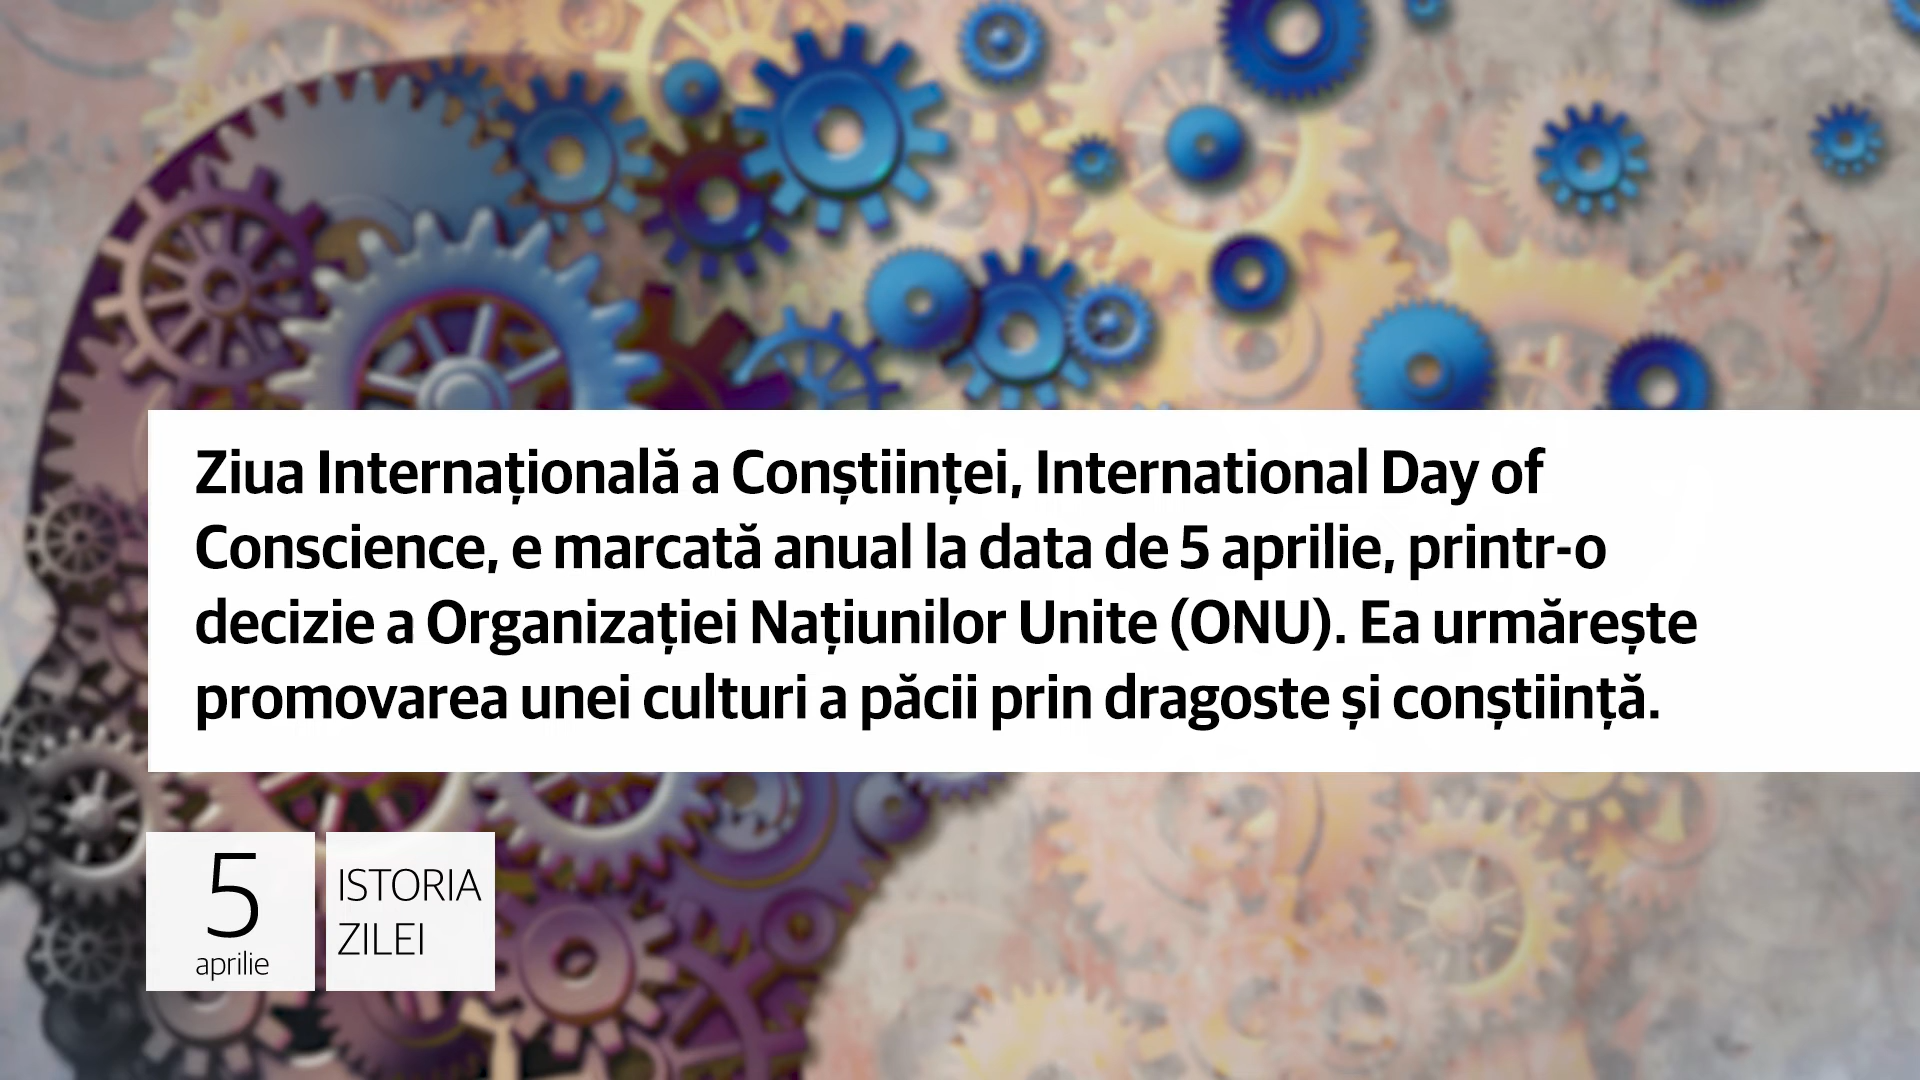 Ziua Internațională a Conștiinței, International Day of
Conscience, e marcată anual la data de 5 aprilie, printr-o
decizie a Organizației Națiunilor Unite (ONU). Ea urmărește
promovarea unei culturi a păcii prin dragoste și conștiință.
5
aprilie
ISTORIA
ZILEI